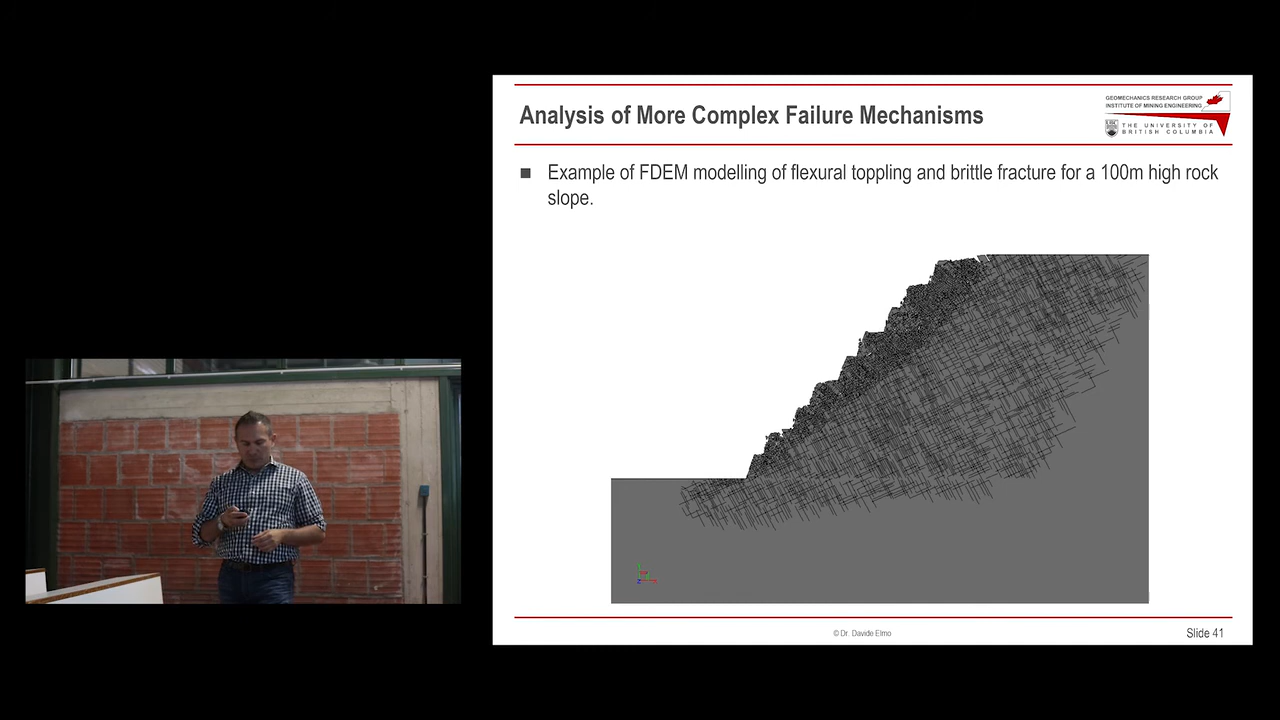 Analysis of More Complex Failure Mechanisms
GEOMECHANICS RESEARCH GROUP
INSTITUTE OF MINING ENGINEERING
THE UNIVERSITY OF
BRITISH COLUMBIA
Example of FDEM modelling of flexural toppling and brittle fracture for a 100m high rock
slope.
© Dr. Davide Elmo
Slide 41